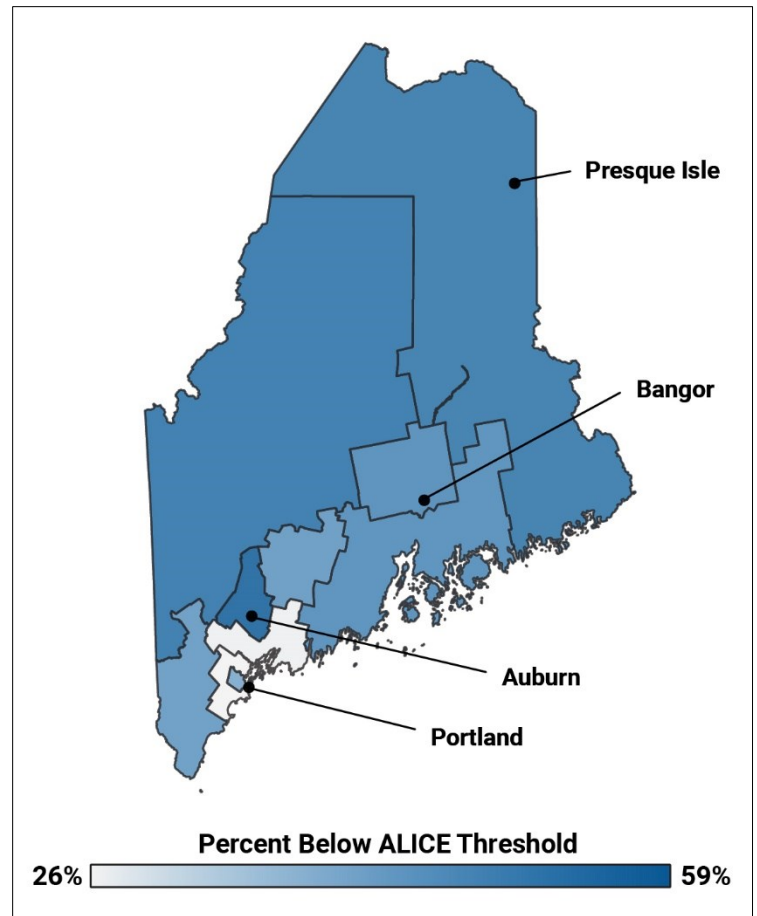 Presque Isle
Bangor
Auburn
Portland
Percent Below ALICE Threshold
26%
59%